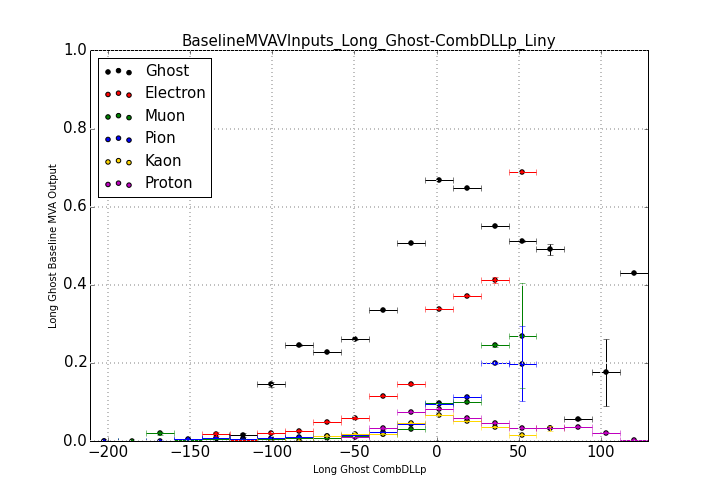 BaselineMVAVInputs_Long_Ghost-CombDLLp_Liny
1.0
0.8
0.6
0.4
0.2
0.0
Long Ghost Baseline MVA Output
Ghost
Electron
Muon
Pion
Kaon
Proton
−200 −150 −100 −50 0 50 100
Long Ghost CombDLLp